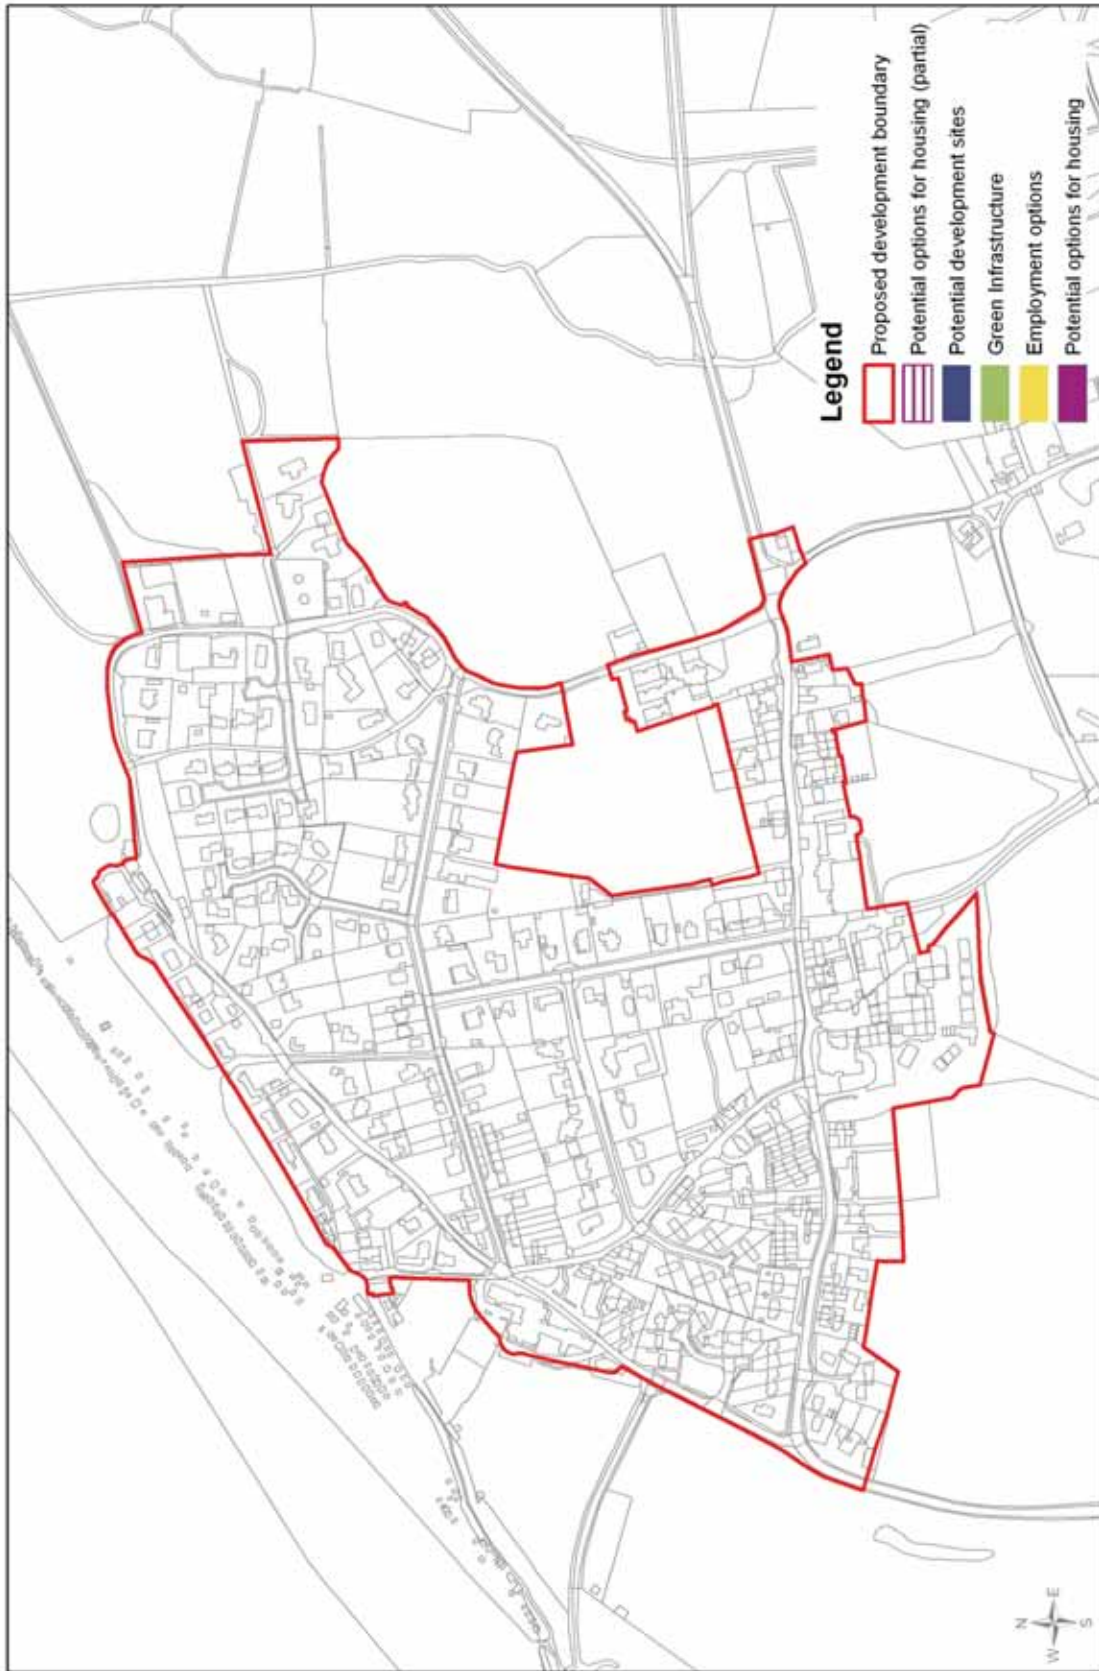 Legend
Proposed development boundary
Potential options for housing (partial)
Potential development sites
Green Infrastructure
Employment options
Potential options for housing
N
W E
S